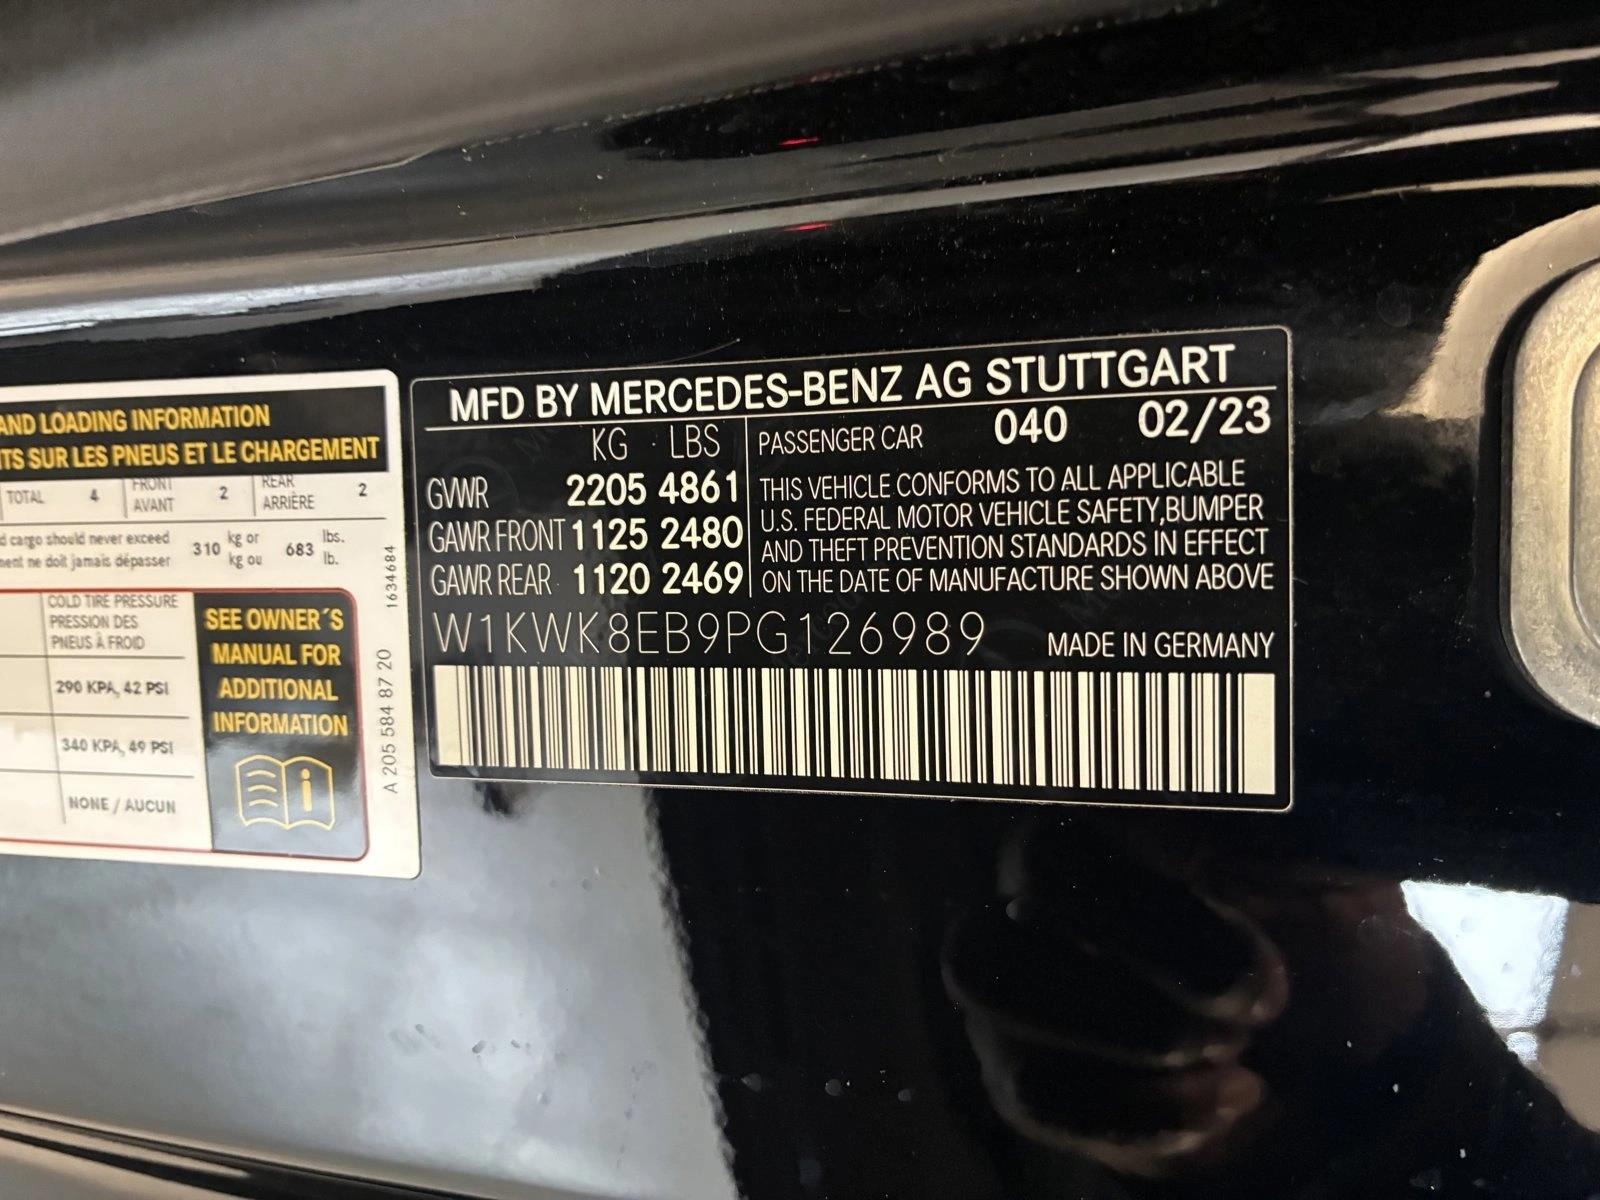 AND LOADING INFORMATION
TS SUR LES PNEUS ET LE CHARGEMENT
TOTAL 4 FRONT AVANT 2 REAR ARRIÈRE 2
d cargo should never exceed 310 kg or 683 lbs.
ment ne doit jamais dépasser kg ou lb.
COLD TIRE PRESSURE
PRESSION DES
PNEUS À FROID
290 KPA, 42 PSI
340 KPA, 49 PSI
NONE / AUCUN
SEE OWNER´S
MANUAL FOR
ADDITIONAL
INFORMATION
1634684
A 205 584 87 20
MFD BY MERCEDES-BENZ AG STUTTGART
KG · LBS
GVWR 2205 4861
GAWR FRONT 1125 2480
GAWR REAR 1120 2469
PASSENGER CAR 040 02/23
THIS VEHICLE CONFORMS TO ALL APPLICABLE
U.S. FEDERAL MOTOR VEHICLE SAFETY,BUMPER
AND THEFT PREVENTION STANDARDS IN EFFECT
ON THE DATE OF MANUFACTURE SHOWN ABOVE
W1KWK8EB9PG126989
MADE IN GERMANY